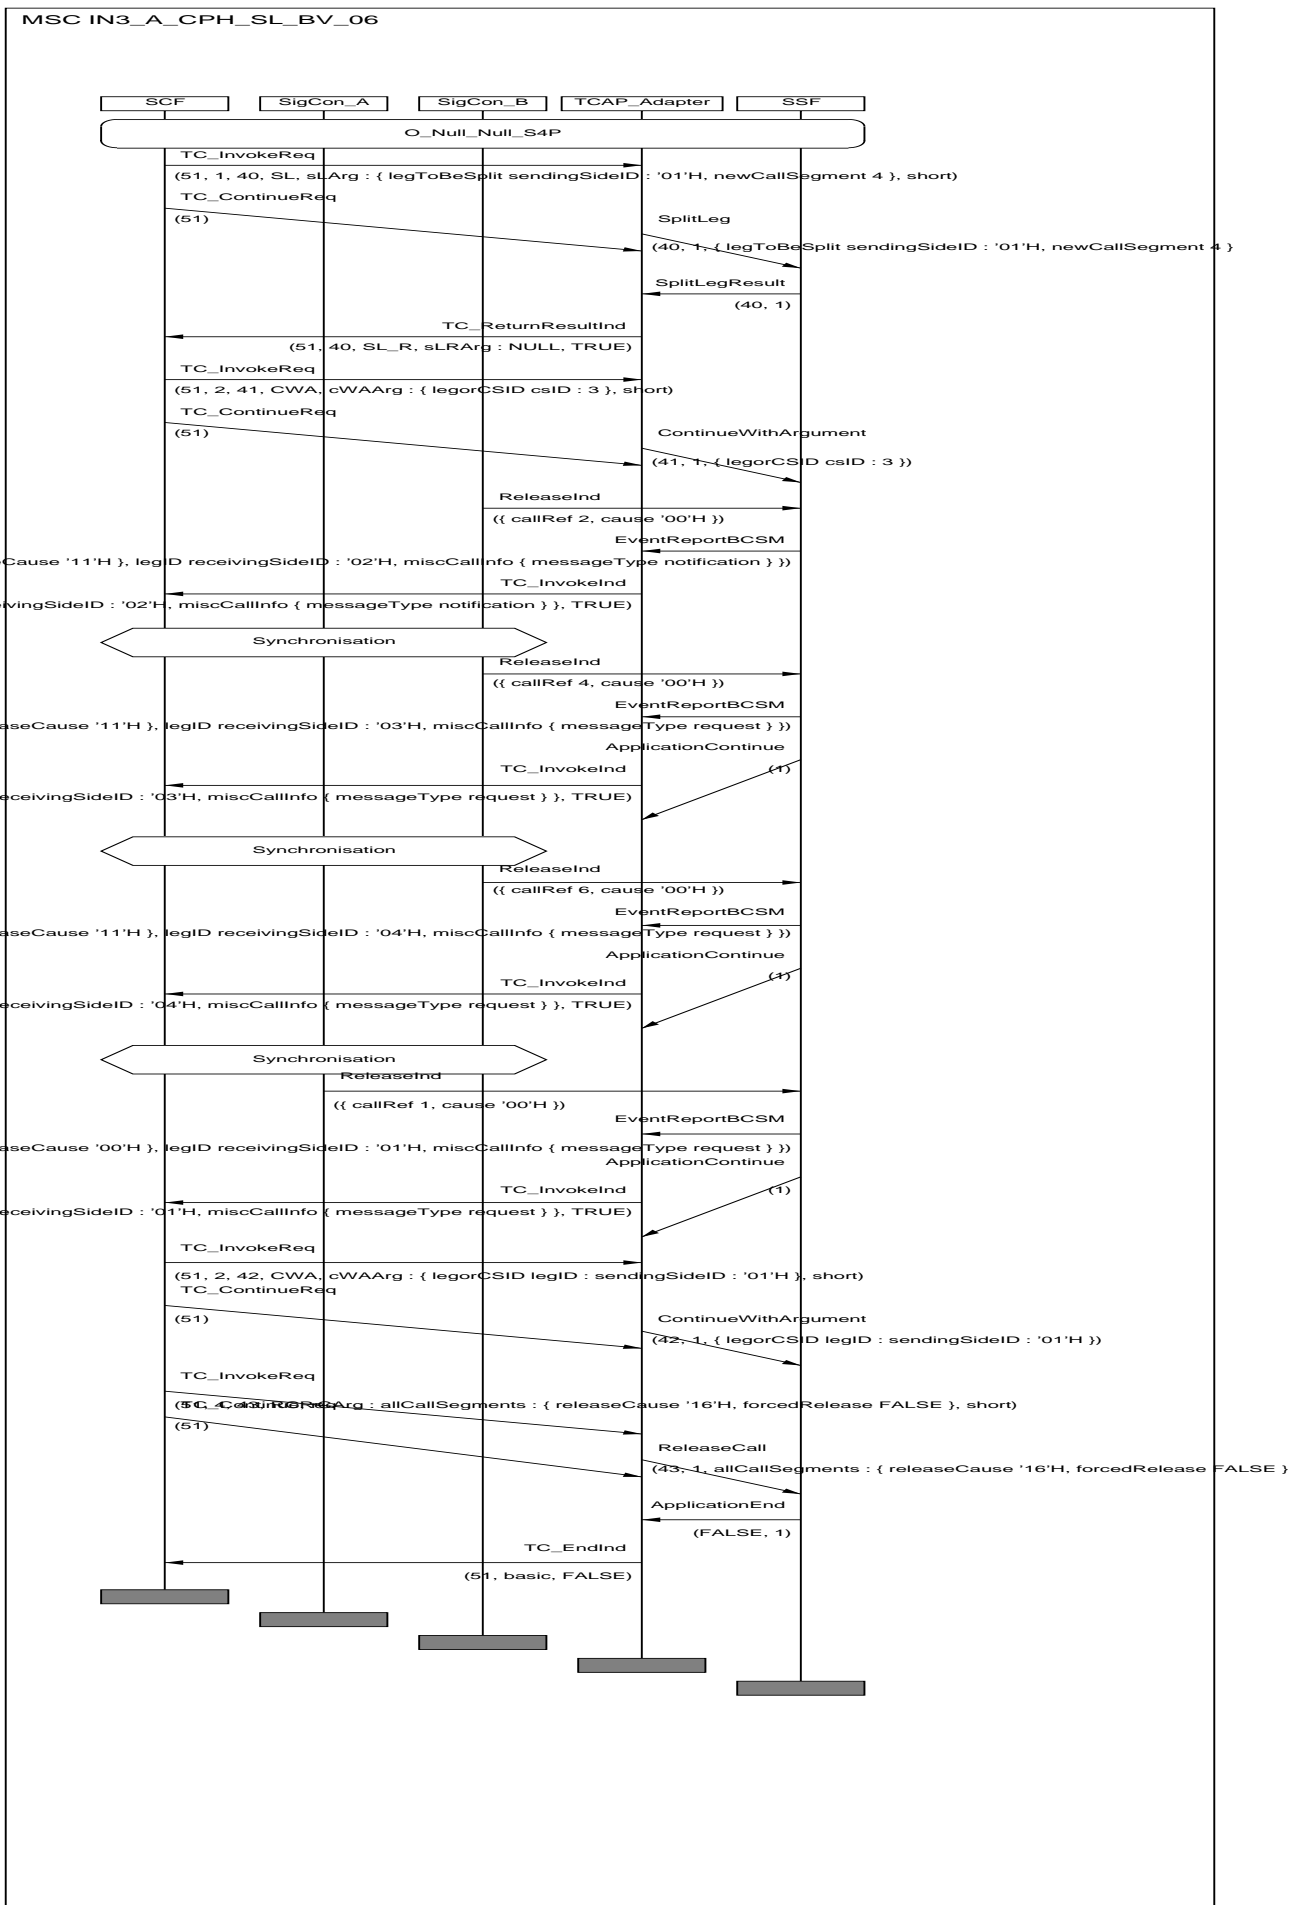 MSC IN3_A_CPH_SL_BV_06
SCF SigCon_A SigCon_B TCAP_Adapter SSF
O_Null_Null_S4P
TC_InvokeReq
(51, 1, 40, SL, sLArg : { legToBeSplit sendingSideID : '01'H, newCallSegment 4 }, short)
TC_ContinueReq
(51)
SplitLeg
(40, 1, { legToBeSplit sendingSideID : '01'H, newCallSegment 4 }
SplitLegResult
(40, 1)
TC_ReturnResultInd
(51, 40, SL_R, sLRArg : NULL, TRUE)
TC_InvokeReq
(51, 2, 41, CWA, cWAArg : { legorCSID csID : 3 }, short)
TC_ContinueReq
(51)
ContinueWithArgument
(41, 1, { legorCSID csID : 3 })
ReleaseInd
({ callRef 2, cause '00'H })
EventReportBCSM
Cause '11'H }, legID receivingSideID : '02'H, miscCallInfo { messageType notification } })
TC_InvokeInd
ivingSideID : '02'H, miscCallInfo { messageType notification } }, TRUE)
Synchronisation
ReleaseInd
({ callRef 4, cause '00'H })
EventReportBCSM
aseCause '11'H }, legID receivingSideID : '03'H, miscCallInfo { messageType request } })
ApplicationContinue
(1)
TC_InvokeInd
eceivingSideID : '03'H, miscCallInfo { messageType request } }, TRUE)
Synchronisation
ReleaseInd
({ callRef 6, cause '00'H })
EventReportBCSM
aseCause '11'H }, legID receivingSideID : '04'H, miscCallInfo { messageType request } })
ApplicationContinue
(1)
TC_InvokeInd
eceivingSideID : '04'H, miscCallInfo { messageType request } }, TRUE)
Synchronisation
ReleaseInd
({ callRef 1, cause '00'H })
EventReportBCSM
aseCause '00'H }, legID receivingSideID : '01'H, miscCallInfo { messageType request } })
ApplicationContinue
(1)
TC_InvokeInd
eceivingSideID : '01'H, miscCallInfo { messageType request } }, TRUE)
TC_InvokeReq
(51, 2, 42, CWA, cWAArg : { legorCSID legID : sendingSideID : '01'H }, short)
TC_ContinueReq
(51)
ContinueWithArgument
(42, 1, { legorCSID legID : sendingSideID : '01'H })
TC_InvokeReq
(51, 4, 43, RC, rCArg : allCallSegments : { releaseCause '16'H, forcedRelease FALSE }, short)
TC_ContinueReq
(51)
ReleaseCall
(43, 1, allCallSegments : { releaseCause '16'H, forcedRelease FALSE }
ApplicationEnd
(FALSE, 1)
TC_EndInd
(51, basic, FALSE)